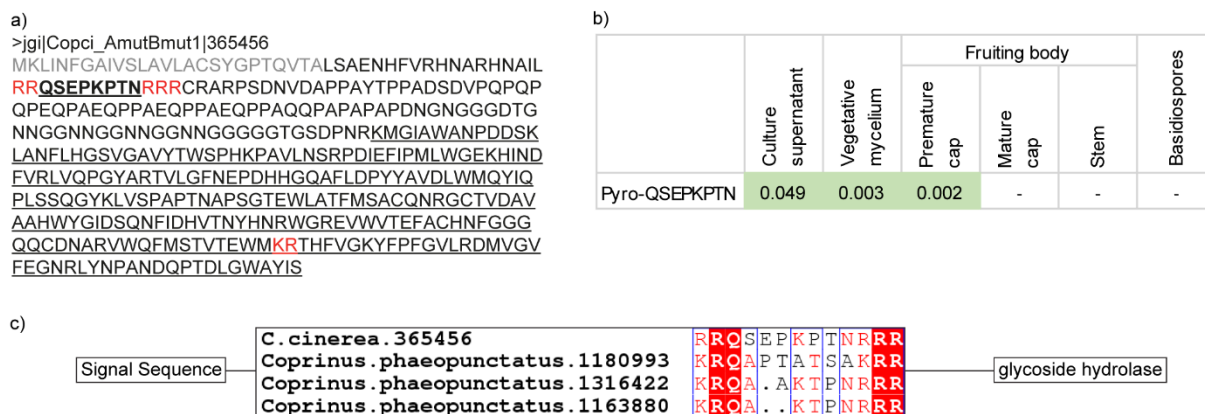 a)
>jgi|Copci_AmutBmut1|365456
MKLINFGAIVSLAVLACSYGPTQVTALSAENHFVRHNARHNAIL
RRQSEPKPTNRRRCRARPSDNVDAPPAYTPPADSDVPQPQP
QPEQPAEQPPAEQPPAEQPPAQQPAPAPAPDNGNGGGDTG
NNGGNNGGNNGGNNGGGGGTGSDPNRKMGIAWANPDDSK
LANFLHGSVGAVYTWSPHKPAVLNSRPDIEFIPMLWGEKHIND
FVRLVQPGYARTVLGFNEPDHHGQAFLDPYYAVDLWMQYIQ
PLSSQGYKLVSPAPTNAPSGTEWLATFMSACQNRGCTVDAV
AAHWYGIDSQNFIDHVTNYHNRWGREVWVTEFACHNFGGG
QQCDNARVWQFMSTVTEWMKRTHFVGKYFPFGVLRDMVGV
FEGNRLYNPANDQPTDLGWAYIS
b)
Culture supernatant
Vegetative mycelium
Fruiting body
Premature cap
Mature cap
Stem
Basidiospores
Pyro-QSEPKPTN 0.049 0.003 0.002 - - -
c)
Signal Sequence
C.cinerea.365456 RRQSEPKPTNRRR
Coprinus.phaeopunctatus.1180993 KRQAPTATSAKRR
Coprinus.phaeopunctatus.1316422 KRQA.AKTPNRRR
Coprinus.phaeopunctatus.1163880 KRQA..KTPNRRR
glycoside hydrolase